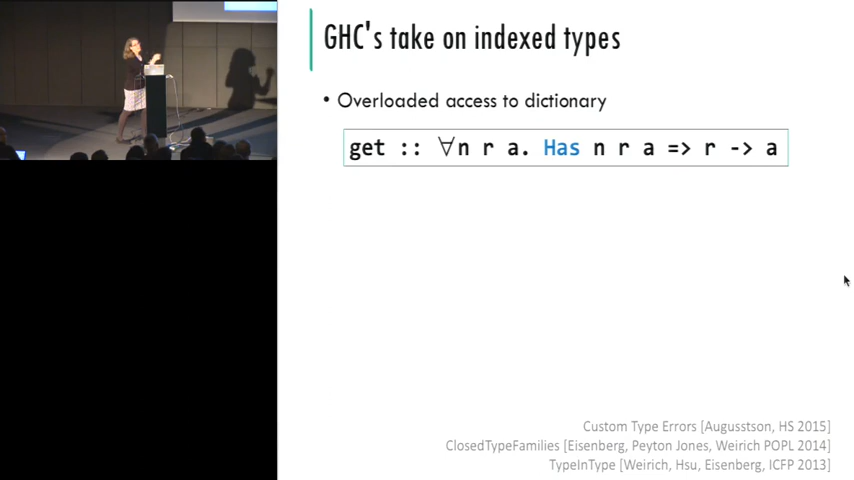 GHC's take on indexed types
• Overloaded access to dictionary
get :: ∀n r a. Has n r a => r -> a
Custom Type Errors [Augusstson, HS 2015]
ClosedTypeFamilies [Eisenberg, Peyton Jones, Weirich POPL 2014]
TypeInType [Weirich, Hsu, Eisenberg, ICFP 2013]